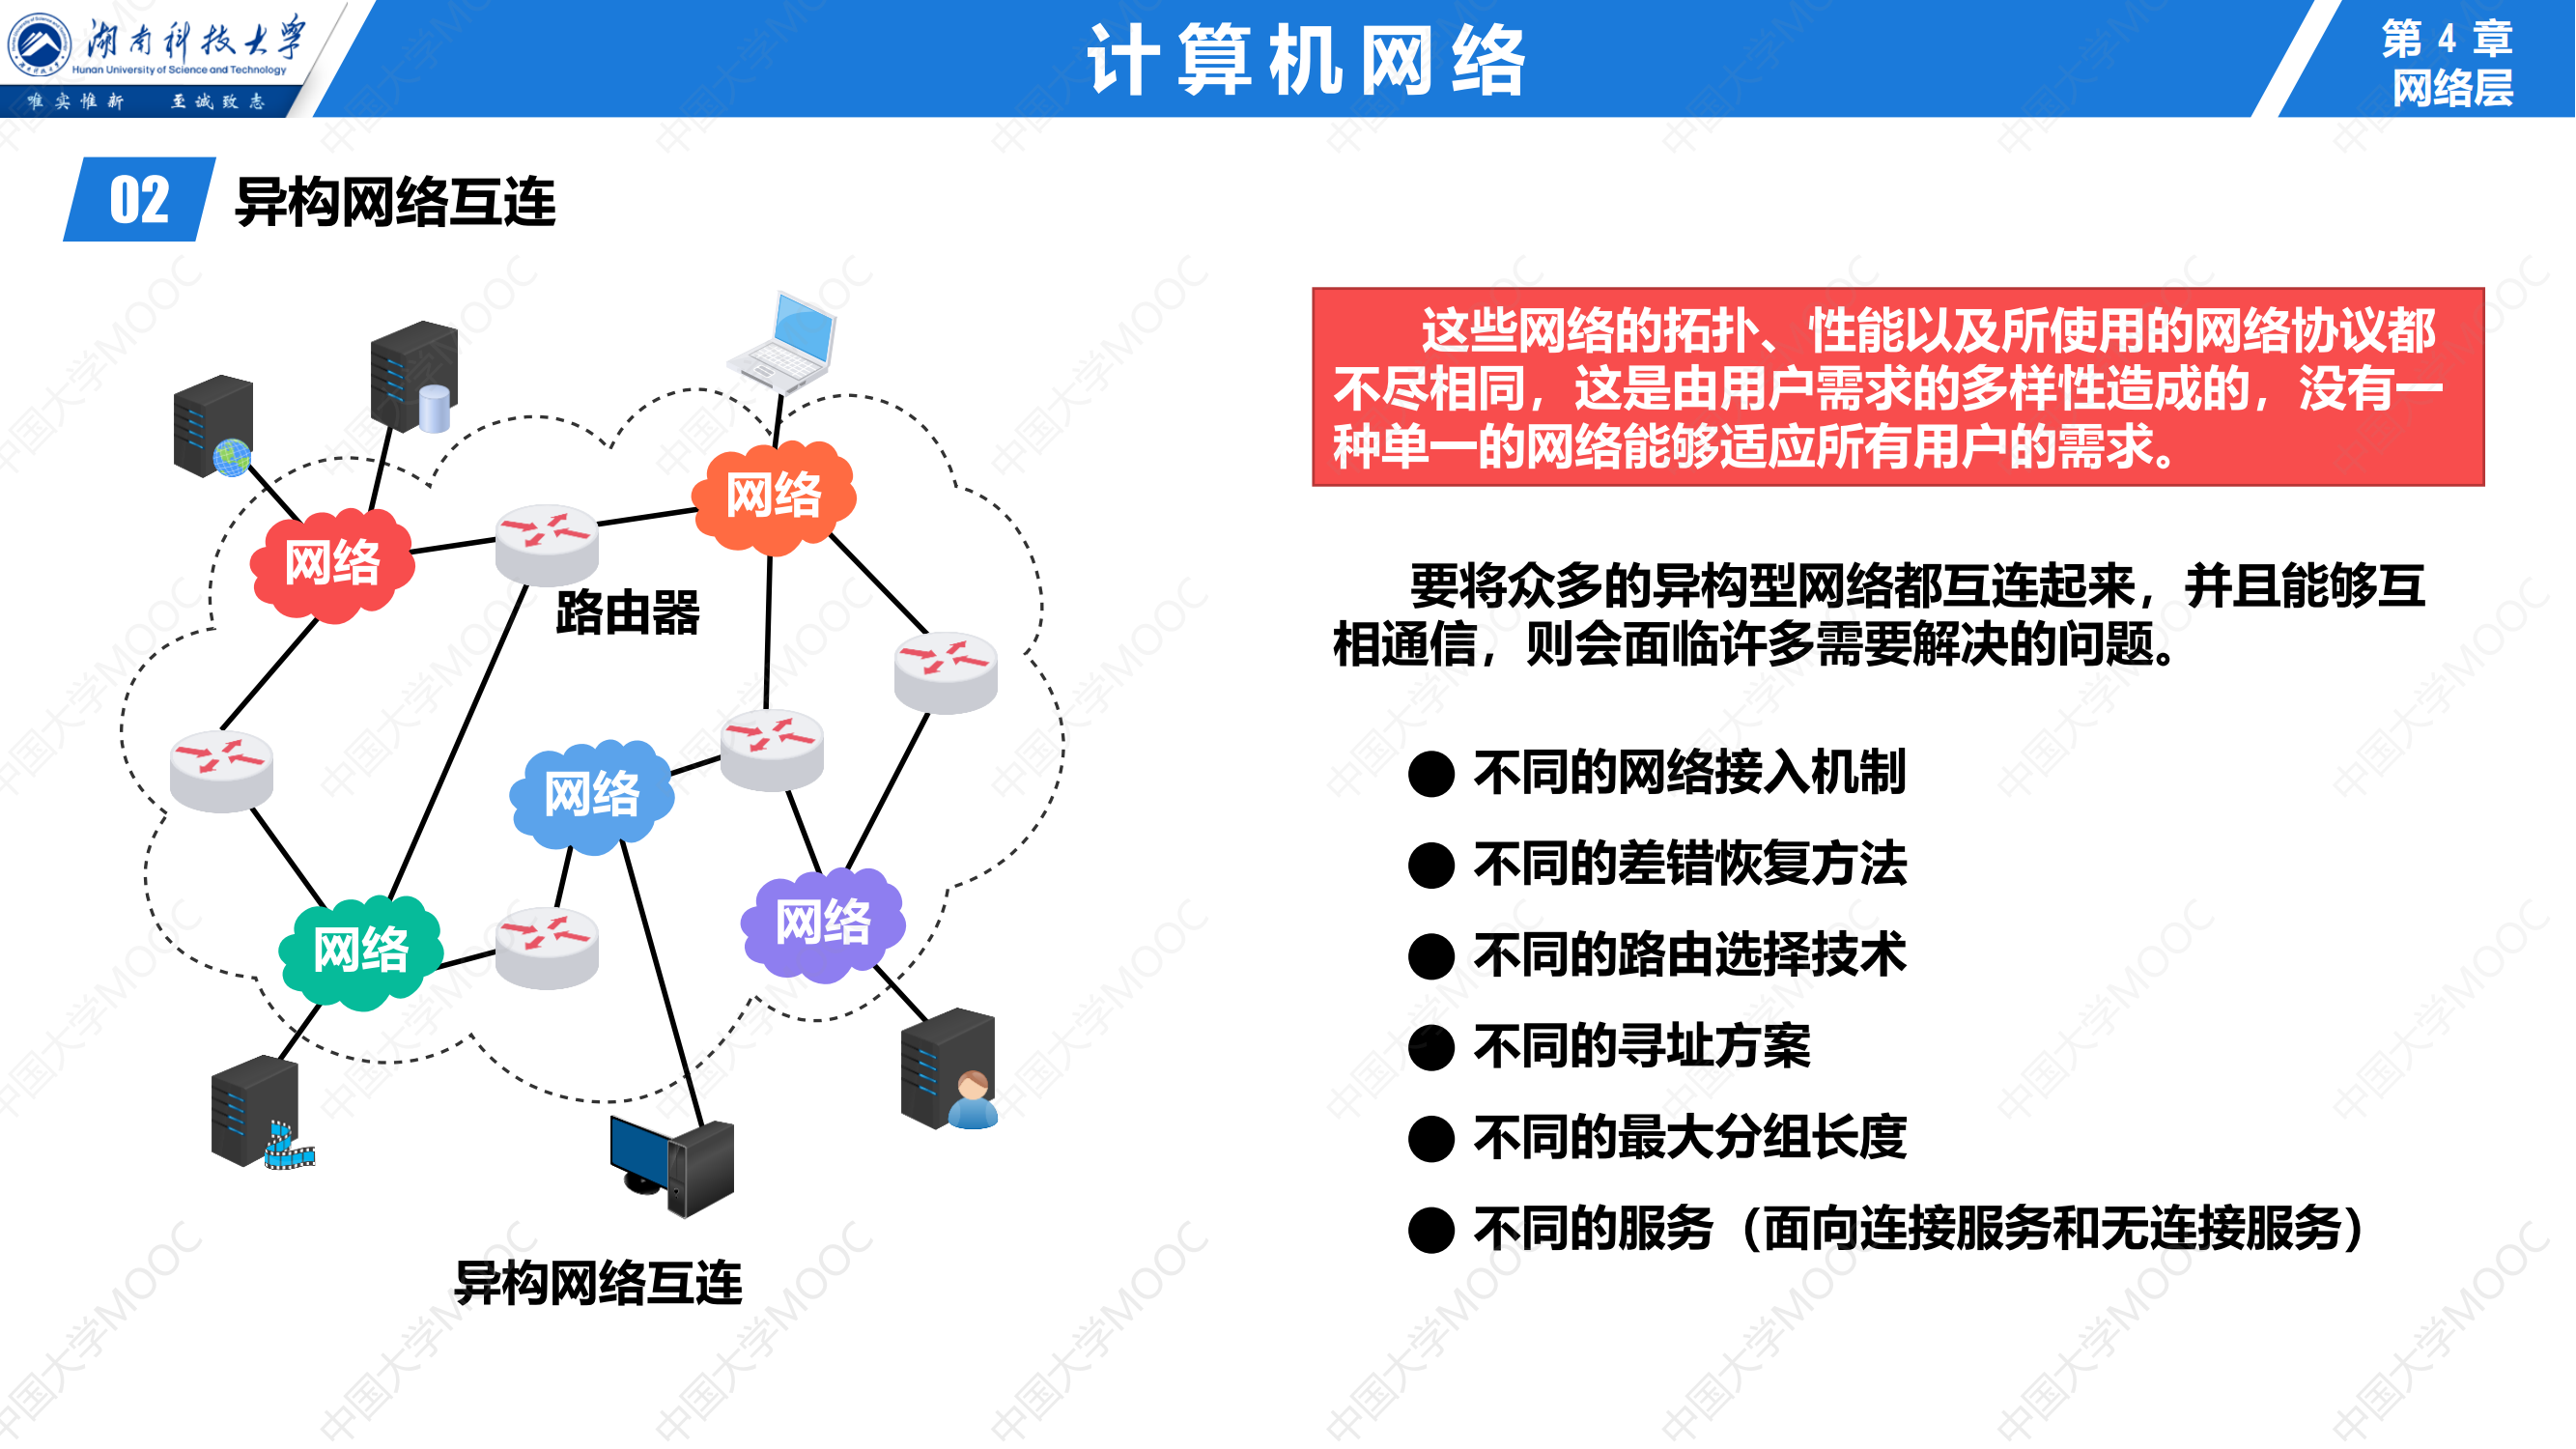 湖南科技大学
Hunan University of Science and Technology
唯实惟新 至诚致志
计算机网络
第 4 章
网络层
02
异构网络互连
网络
网络
路由器
网络
网络
网络
异构网络互连
这些网络的拓扑、性能以及所使用的网络协议都
不尽相同，这是由用户需求的多样性造成的，没有一
种单一的网络能够适应所有用户的需求。
要将众多的异构型网络都互连起来，并且能够互
相通信，则会面临许多需要解决的问题。
● 不同的网络接入机制
● 不同的差错恢复方法
● 不同的路由选择技术
● 不同的寻址方案
● 不同的最大分组长度
● 不同的服务（面向连接服务和无连接服务）
中国大学MOOC